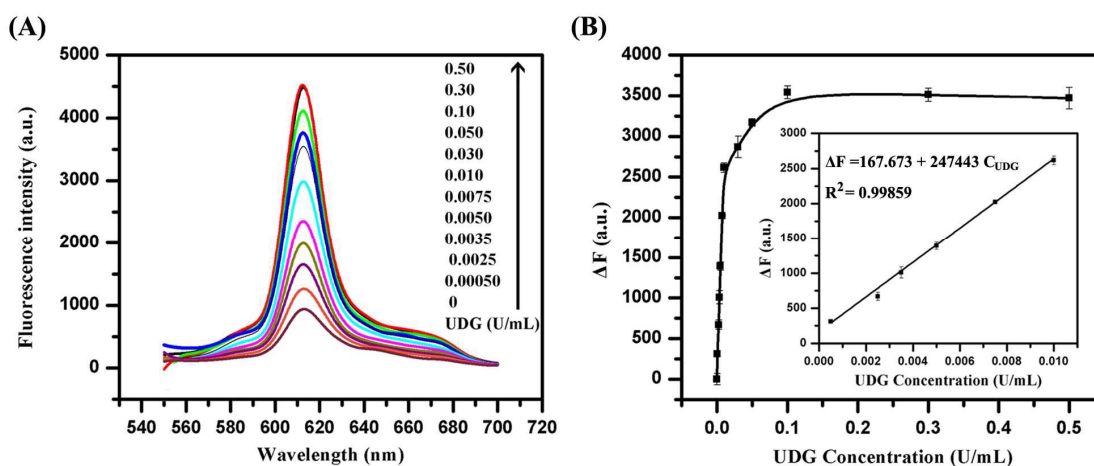 (A)
5000
4000
3000
2000
1000
0
Fluorescence intensity (a.u.)
540 560 580 600 620 640 660 680 700 720
Wavelength (nm)
0.50
0.30
0.10
0.050
0.030
0.010
0.0075
0.0050
0.0035
0.0025
0.00050
0
UDG (U/mL)
(B)
4000
3500
3000
2500
2000
1500
1000
500
0
ΔF (a.u.)
0.0 0.1 0.2 0.3 0.4 0.5
UDG Concentration (U/mL)
3000
2500
2000
1500
1000
500
0
ΔF (a.u.)
ΔF =167.673 + 247443 C_UDG
R² = 0.99859
0.000 0.002 0.004 0.006 0.008 0.010
UDG Concentration (U/mL)